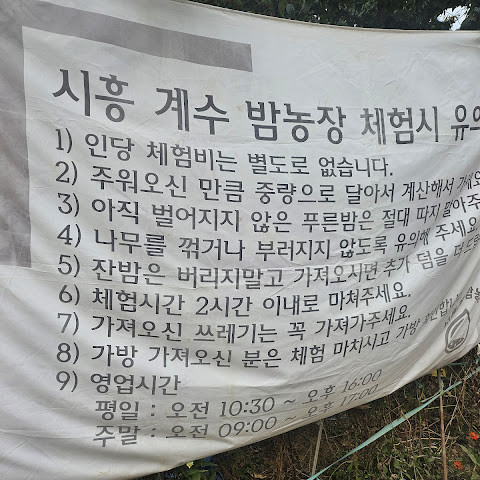 시흥 계수 밤농장 체험시 유의
1) 인당 체험비는 별도로 없습니다.
2) 주워오신 만큼 중량으로 달아서 계산해서
3) 아직 벌어지지 않은 푸른밤은 절대 따지 말아주
4) 나무를 꺾거나 부러지지 않도록 유의해 주세요.
5) 잔밤은 버리지말고 가져오시면 추가 덤을
6) 체험시간 2시간 이내로 마쳐주세요.
7) 가져오신 쓰레기는 꼭 가져가주세요.
8) 가방 가져오신 분은 체험 마치시고 가방
9) 영업시간
평일 : 오전 10:30 ~ 오후 16:00
주말 : 오전 09:00 ~ 오후 17:00